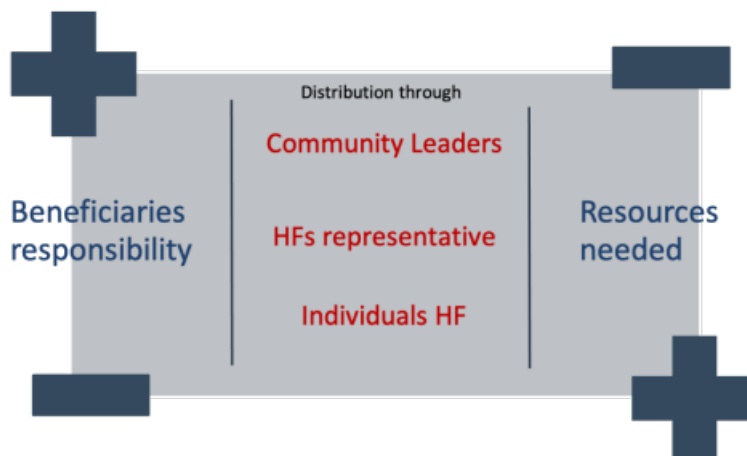 Distribution through
Community Leaders
Beneficiaries
responsibility
HFs representative
Resources
needed
Individuals HF